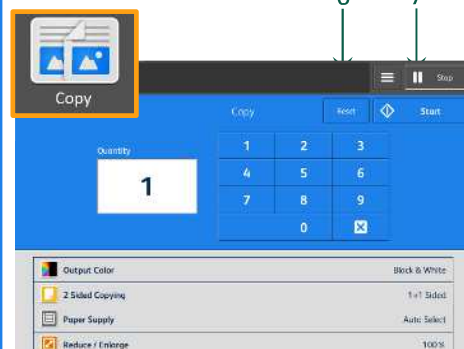 Copy
Stop
Copy
Reset
Start
Quantity
1
1 2 3
4 5 6
7 8 9
0
Output Color Black & White
2 Sided Copying 1→1 Sided
Paper Supply Auto Select
Reduce / Enlarge 100 %